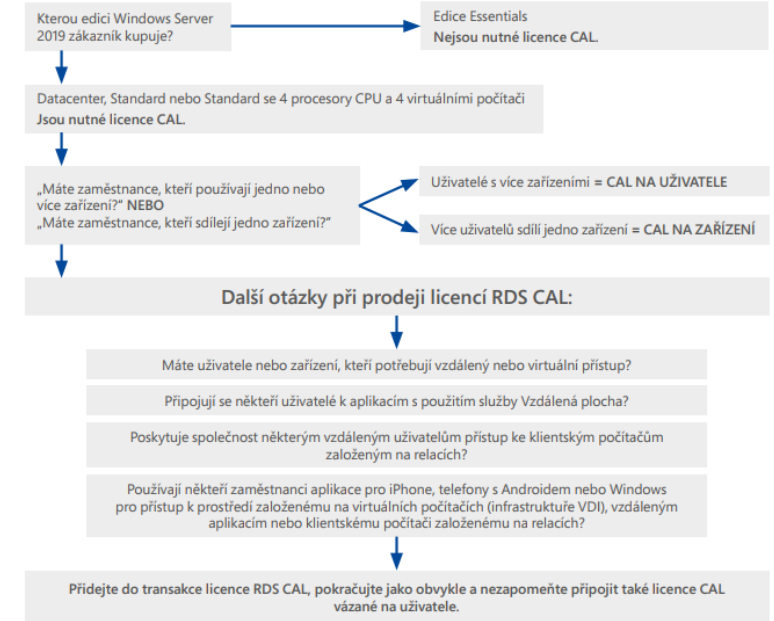 Kterou edici Windows Server
2019 zákazník kupuje?
Edice Essentials
Nejsou nutné licence CAL.
Datacenter, Standard nebo Standard se 4 procesory CPU a 4 virtuálními počítači
Jsou nutné licence CAL.
„Máte zaměstnance, kteří používají jedno nebo
více zařízení?“ NEBO
„Máte zaměstnance, kteří sdílejí jedno zařízení?“
Uživatelé s více zařízeními = CAL NA UŽIVATELE
Více uživatelů sdílí jedno zařízení = CAL NA ZAŘÍZENÍ
Další otázky při prodeji licencí RDS CAL:
Máte uživatele nebo zařízení, kteří potřebují vzdálený nebo virtuální přístup?
Připojují se někteří uživatelé k aplikacím s použitím služby Vzdálená plocha?
Poskytuje společnost některým vzdáleným uživatelům přístup ke klientským počítačům
založeným na relacích?
Používají někteří zaměstnanci aplikace pro iPhone, telefony s Androidem nebo Windows
pro přístup k prostředí založenému na virtuálních počítačích (infrastruktuře VDI), vzdáleným
aplikacím nebo klientskému počítači založenému na relacích?
Přidejte do transakce licence RDS CAL, pokračujte jako obvykle a nezapomeňte připojit také licence CAL
vázané na uživatele.